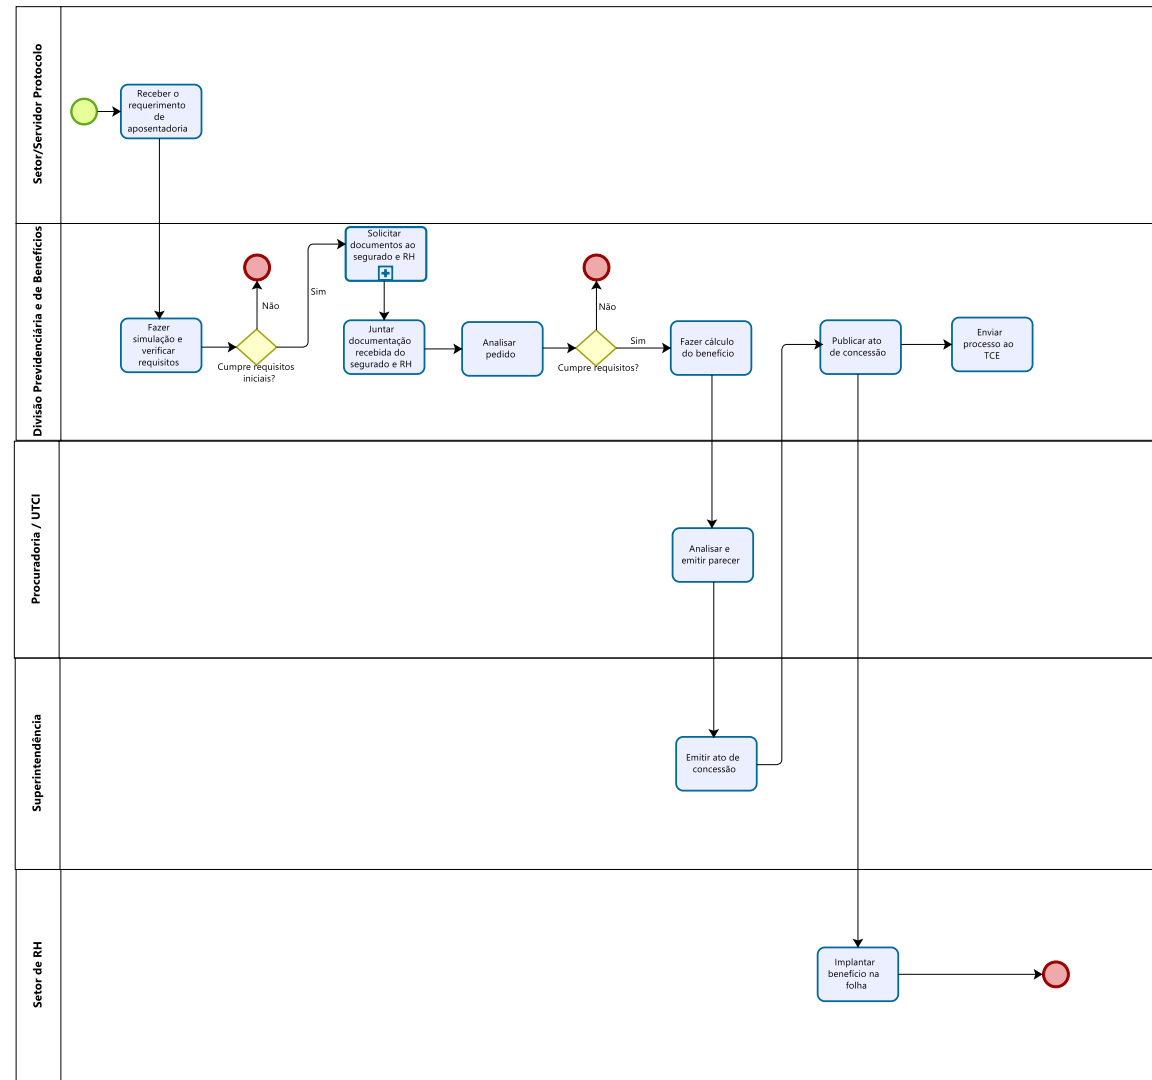 Setor/Servidor Protocolo
Receber o
requerimento
de
aposentadoria
Divisão Previdenciária e de Benefícios
Fazer
simulação e
verificar
requisitos
Não
Cumpre requisitos
iniciais?
Sim
Solicitar
documentos ao
segurado e RH
Juntar
documentação
recebida do
segurado e RH
Analisar
pedido
Não
Cumpre requisitos?
Sim
Fazer cálculo
do benefício
Publicar ato
de concessão
Enviar
processo ao
TCE
Procuradoria / UTCI
Analisar e
emitir parecer
Superintendência
Emitir ato de
concessão
Setor de RH
Implantar
benefício na
folha